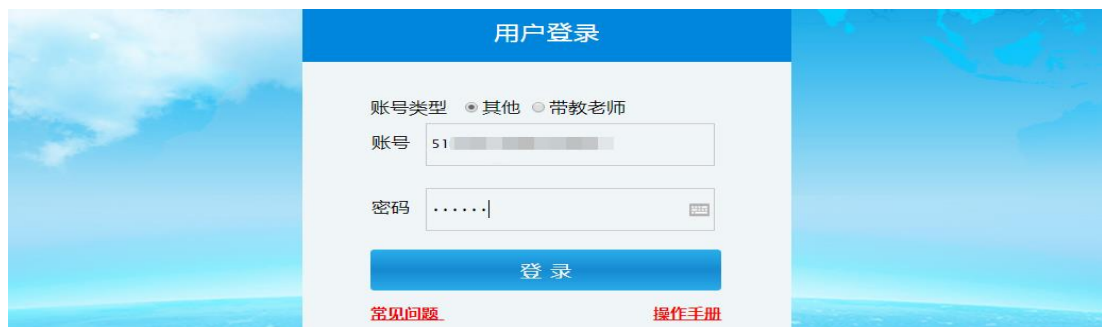 用户登录
账号类型 其他 带教老师
账号 51
密码 ······
登 录
常见问题 操作手册